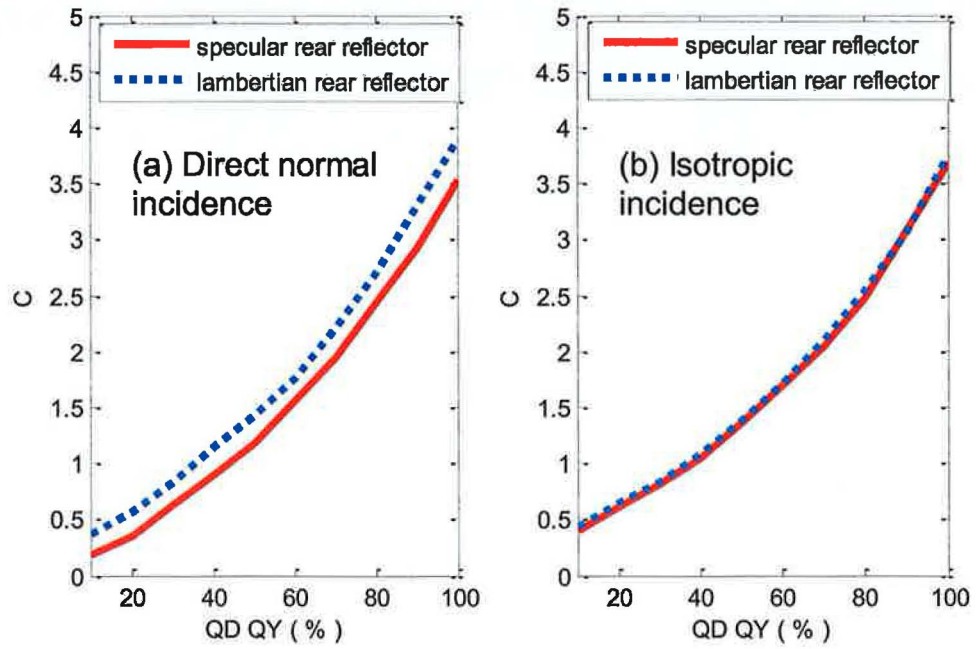 5
4.5
4
3.5
3
2.5
2
1.5
1
0.5
0
C
specular rear reflector
lambertian rear reflector
(a) Direct normal
incidence
20 40 60 80 100
QD QY ( % )
5
4.5
4
3.5
3
2.5
2
1.5
1
0.5
0
C
specular rear reflector
lambertian rear reflector
(b) Isotropic
incidence
20 40 60 80 100
QD QY ( % )